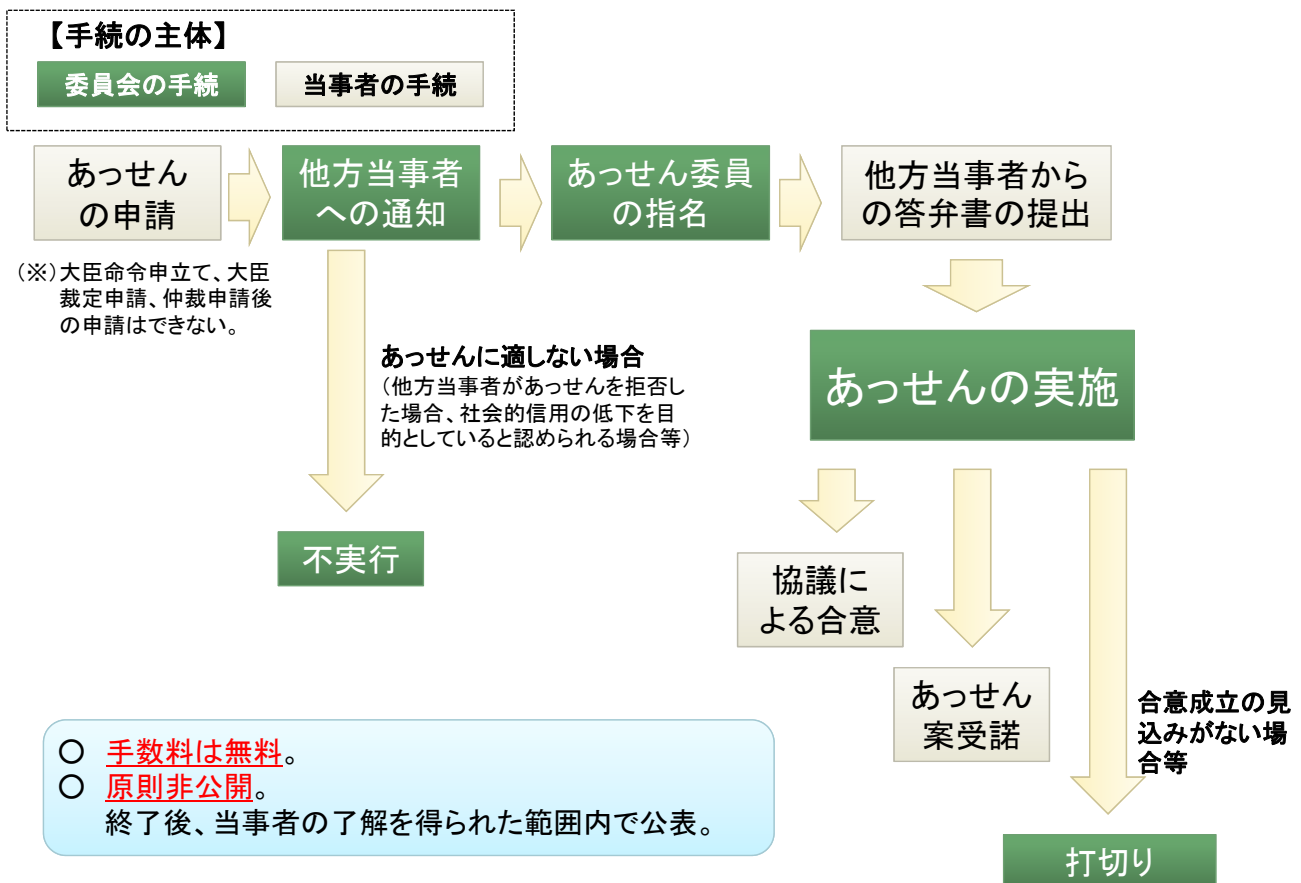 【手続の主体】
委員会の手続
当事者の手続
あっせん
の申請
他方当事者
への通知
あっせん委員
の指名
他方当事者から
の答弁書の提出
(※)大臣命令申立て、大臣
裁定申請、仲裁申請後
の申請はできない。
あっせんに適しない場合
(他方当事者があっせんを拒否し
た場合、社会的信用の低下を目
的としていると認められる場合等)
あっせんの実施
不実行
協議に
よる合意
あっせん
案受諾
合意成立の見
込みがない場
合等
○ 手数料は無料。
○ 原則非公開。
終了後、当事者の了解を得られた範囲内で公表。
打切り